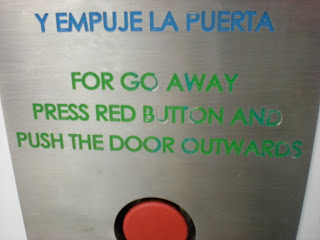 Y EMPUJE LA PUERTA
FOR GO AWAY
PRESS RED BUTTON AND
PUSH THE DOOR OUTWARDS